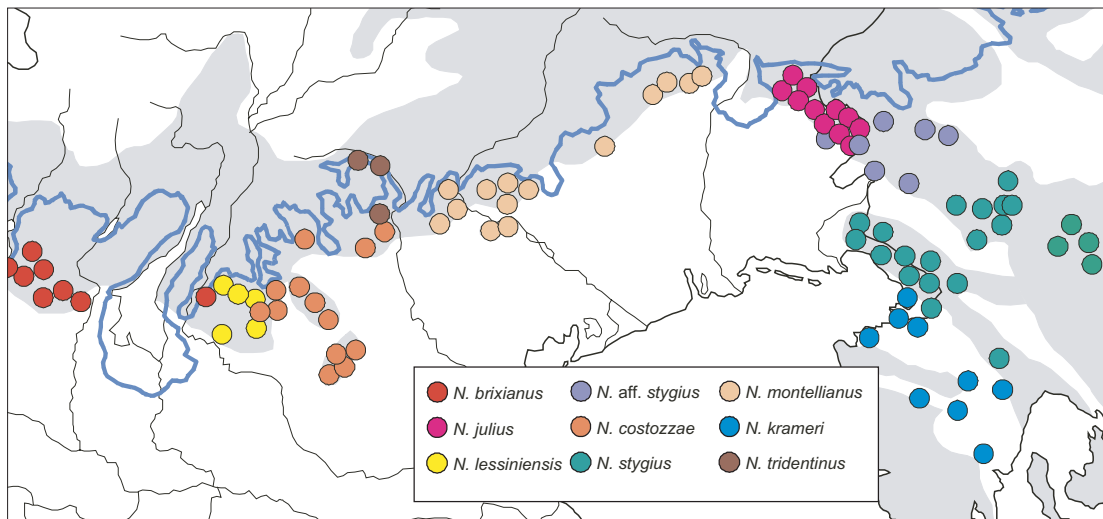 N. brixianus N. aff. stygius N. montellianus
N. julius N. costozzae N. krameri
N. lessiniensis N. stygius N. tridentinus